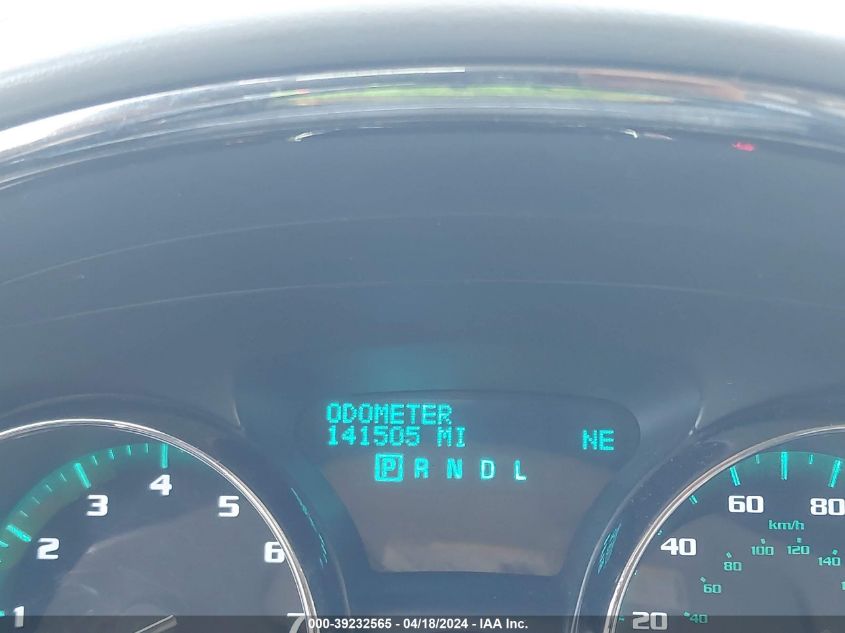 ODOMETER
141505 MI NE
P R N D L
1 2 3 4 5 6 7
20 40 60 80
km/h
40 60 80 100 120 140
000-39232565 - 04/18/2024 - IAA Inc.